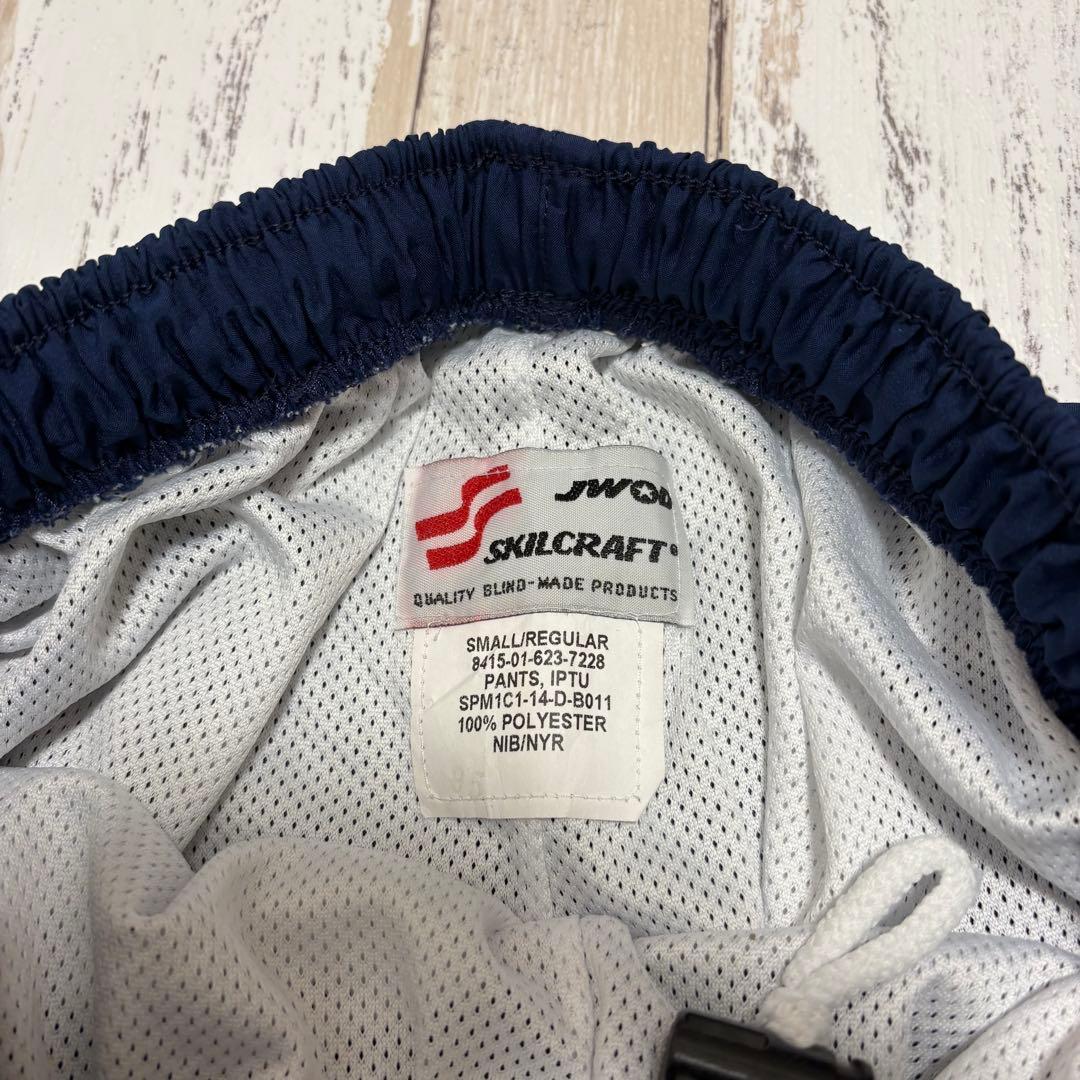 JWOD
SKILCRAFT®
QUALITY BLIND-MADE PRODUCTS
SMALL/REGULAR
8415-01-623-7228
PANTS, IPTU
SPM1C1-14-D-B011
100% POLYESTER
NIB/NYR